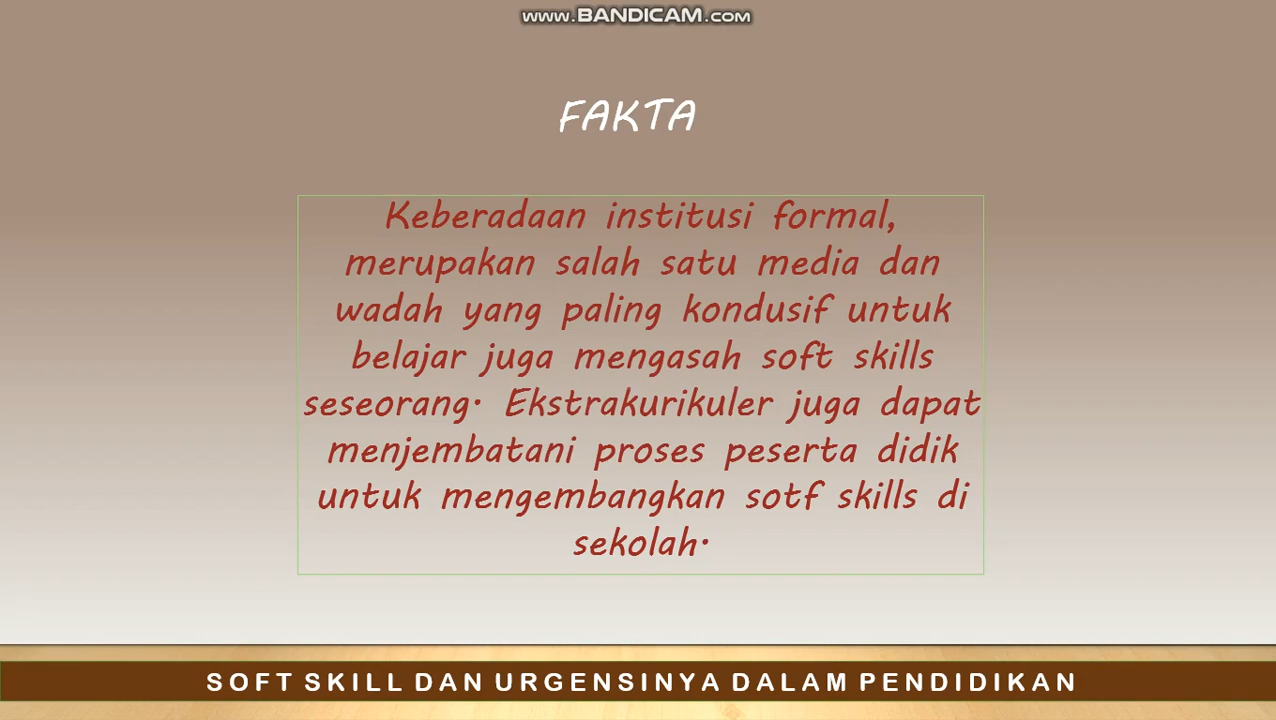 www.BANDICAM.com
FAKTA
Keberadaan institusi formal,
merupakan salah satu media dan
wadah yang paling kondusif untuk
belajar juga mengasah soft skills
seseorang. Ekstrakurikuler juga dapat
menjembatani proses peserta didik
untuk mengembangkan sotf skills di
sekolah.
SOFT SKILL DAN URGENSINYA DALAM PENDIDIKAN